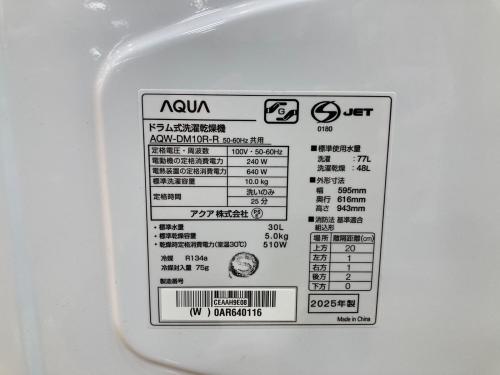 AQUA
G
S JET
0180
ドラム式洗濯乾燥機
AQW-DM10R-R 50-60Hz 共用
定格電圧・周波数 100V 50-60Hz
電動機の定格消費電力 240 W
電熱装置の定格消費電力 640 W
標準洗濯容量 10.0kg
定格時間 洗いのみ
25分
アクア 株式会社
・標準水量 30L
・標準乾燥容量 5.0kg
・乾燥時定格消費電力(室温30℃) 510W
冷媒 R134a
冷媒封入量 75g
製造番号
CEAAH9E08
(W) 0AR640116
■標準使用水量
洗濯 : 77L
洗濯乾燥 : 48L
■外形寸法
幅 595mm
奥行 616mm
高さ 943mm
■消防法 基準適合
組込形
場所 離隔距離(cm)
上方 20
左方 1
右方 1
後方 2
下方 0
2025年製
Made in China